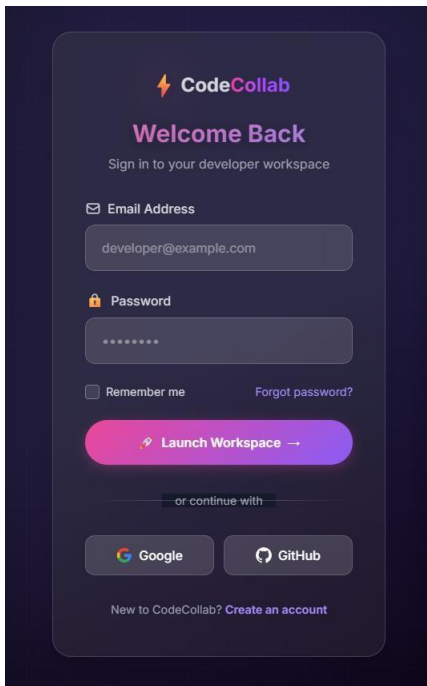 CodeCollab
Welcome Back
Sign in to your developer workspace
Email Address
developer@example.com
Password
••••••••
Remember me Forgot password?
Launch Workspace →
or continue with
Google GitHub
New to CodeCollab? Create an account